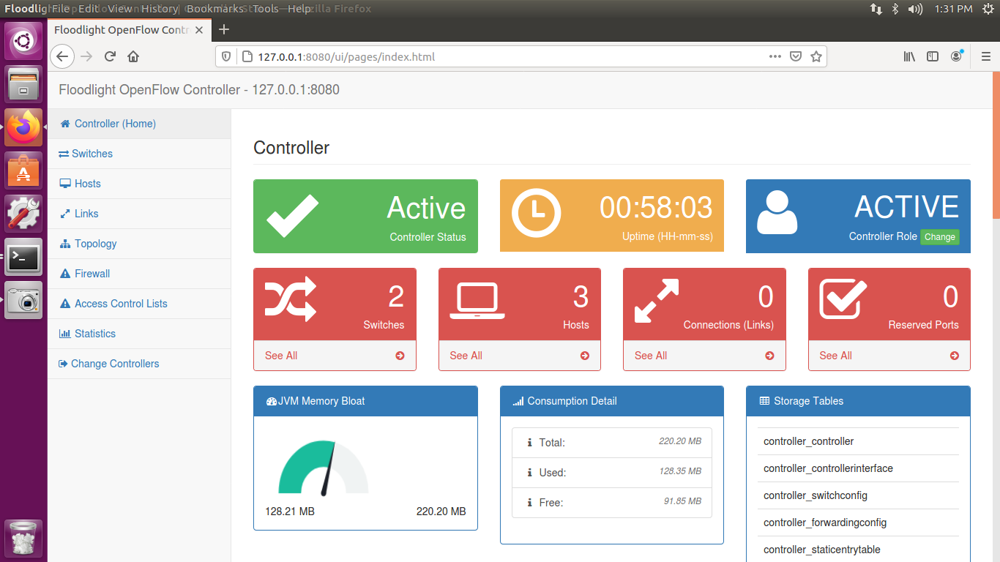 File Edit View History Bookmarks Tools Help
1:31 PM
Floodlight OpenFlow Contr
127.0.0.1:8080/ui/pages/index.html
Floodlight OpenFlow Controller - 127.0.0.1:8080
Controller (Home)
Switches
Hosts
Links
Topology
Firewall
Access Control Lists
Statistics
Change Controllers
Controller
Active
Controller Status
00:58:03
Uptime (HH-mm-ss)
ACTIVE
Controller Role Change
2
Switches
See All
3
Hosts
See All
0
Connections (Links)
See All
0
Reserved Ports
See All
JVM Memory Bloat
128.21 MB 220.20 MB
Consumption Detail
Total: 220.20 MB
Used: 128.35 MB
Free: 91.85 MB
Storage Tables
controller_controller
controller_controllerinterface
controller_switchconfig
controller_forwardingconfig
controller_staticentrytable